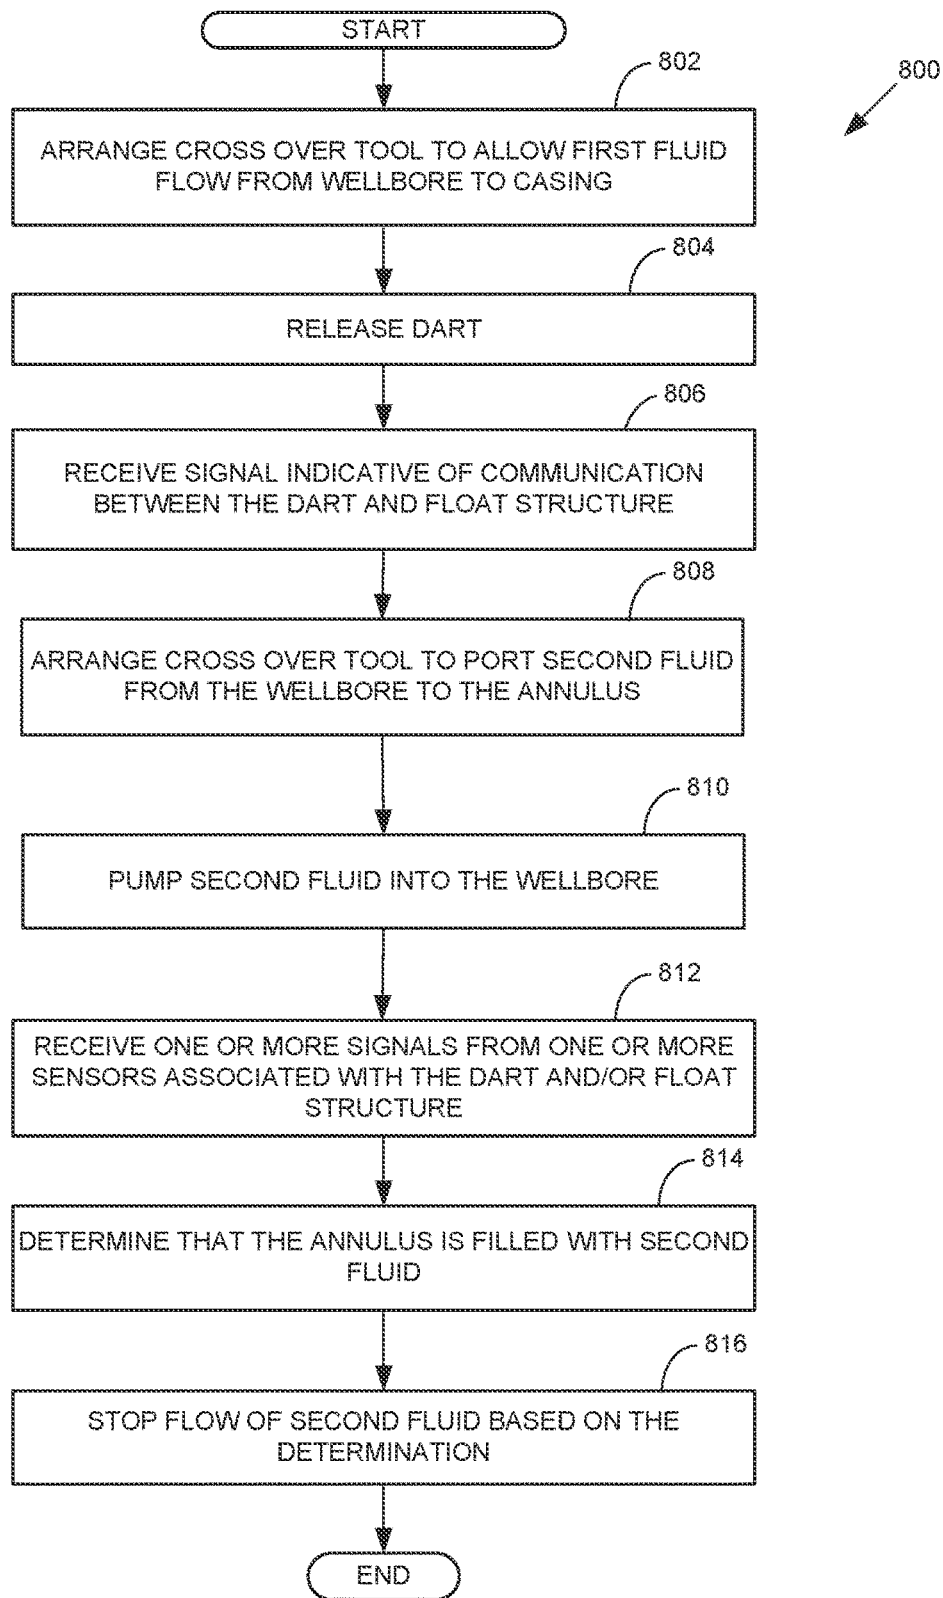 START
802
800
ARRANGE CROSS OVER TOOL TO ALLOW FIRST FLUID
FLOW FROM WELLBORE TO CASING
804
RELEASE DART
806
RECEIVE SIGNAL INDICATIVE OF COMMUNICATION
BETWEEN THE DART AND FLOAT STRUCTURE
808
ARRANGE CROSS OVER TOOL TO PORT SECOND FLUID
FROM THE WELLBORE TO THE ANNULUS
810
PUMP SECOND FLUID INTO THE WELLBORE
812
RECEIVE ONE OR MORE SIGNALS FROM ONE OR MORE
SENSORS ASSOCIATED WITH THE DART AND/OR FLOAT
STRUCTURE
814
DETERMINE THAT THE ANNULUS IS FILLED WITH SECOND
FLUID
816
STOP FLOW OF SECOND FLUID BASED ON THE
DETERMINATION
END